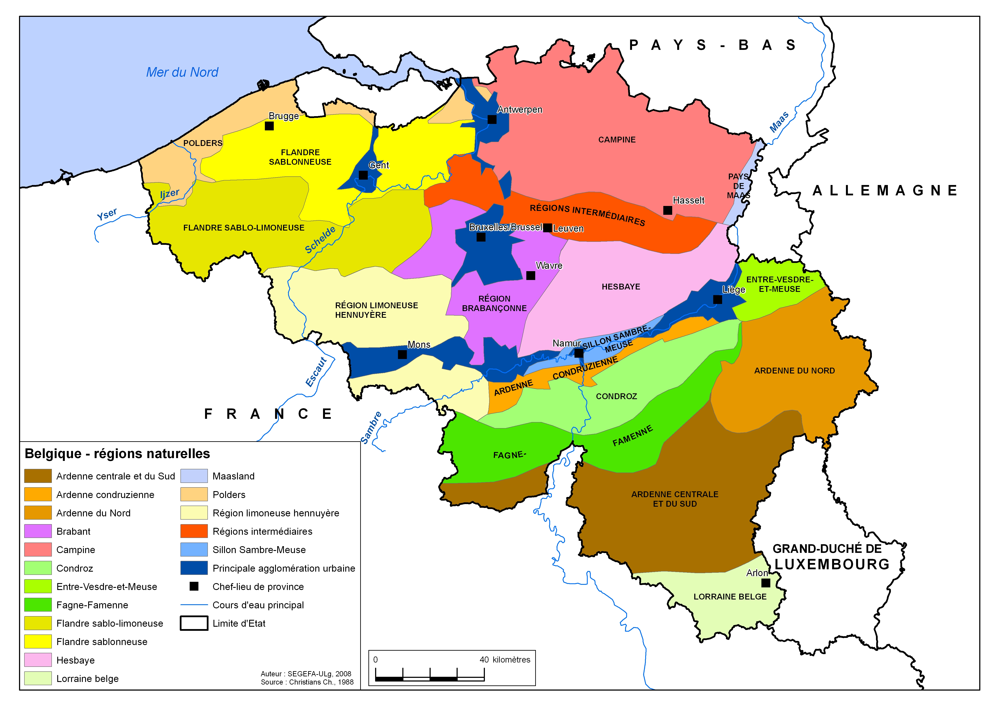 PAYS-BAS
Mer du Nord
Antwerpen
Brugge
Maas
POLDERS
CAMPINE
FLANDRE
SABLONNEUSE
Gent
PAYS
DE
MAAS
ALLEMAGNE
Ijzer
Hasselt
Yser
RÉGIONS INTERMÉDIAIRES
FLANDRE SABLO-LIMONEUSE
Bruxelles/Brussel
Leuven
Schelde
Wavre
ENTRE-VESDRE-
ET-MEUSE
HESBAYE
Liège
RÉGION
BRABANÇONNE
RÉGION LIMONEUSE
HENNUYÈRE
Mons
Namur
SILLON SAMBRE-
MEUSE
CONDRUZIENNE
ARDENNE
ARDENNE DU NORD
Escaut
CONDROZ
FRANCE
Sambre
FAMENNE
FAGNE-
ARDENNE CENTRALE
ET DU SUD
GRAND-DUCHÉ DE
LUXEMBOURG
Arlon
LORRAINE BELGE
Belgique - régions naturelles
Ardenne centrale et du Sud
Ardenne condruzienne
Ardenne du Nord
Brabant
Campine
Condroz
Entre-Vesdre-et-Meuse
Fagne-Famenne
Flandre sablo-limoneuse
Flandre sablonneuse
Hesbaye
Lorraine belge
Maasland
Polders
Région limoneuse hennuyère
Régions intermédiaires
Sillon Sambre-Meuse
Principale agglomération urbaine
Chef-lieu de province
Cours d'eau principal
Limite d'Etat
Auteur : SEGEFA-ULg, 2008
Source : Christians Ch., 1988
0 40 kilomètres